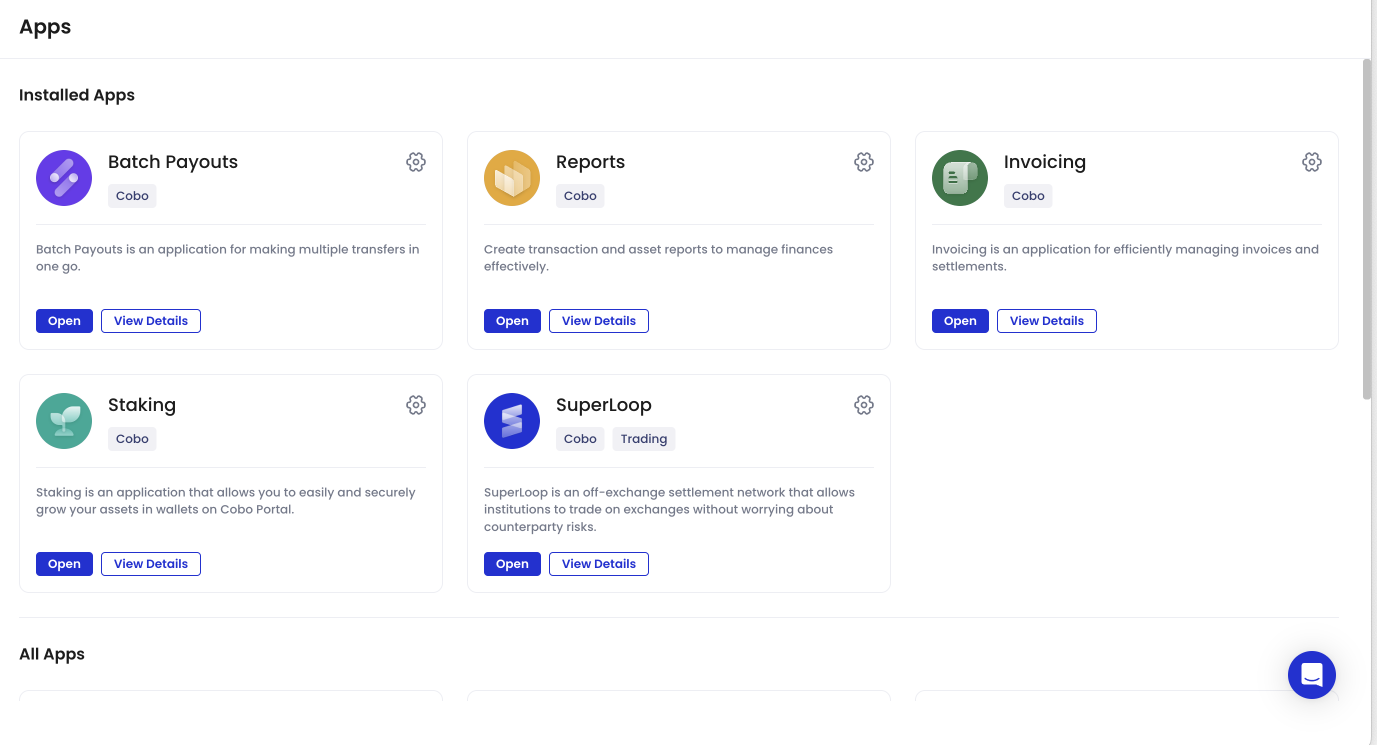 Apps
Installed Apps
Batch Payouts
Cobo
Batch Payouts is an application for making multiple transfers in
one go.
Open
View Details
Reports
Cobo
Create transaction and asset reports to manage finances
effectively.
Open
View Details
Invoicing
Cobo
Invoicing is an application for efficiently managing invoices and
settlements.
Open
View Details
Staking
Cobo
Staking is an application that allows you to easily and securely
grow your assets in wallets on Cobo Portal.
Open
View Details
SuperLoop
Cobo
Trading
SuperLoop is an off-exchange settlement network that allows
institutions to trade on exchanges without worrying about
counterparty risks.
Open
View Details
All Apps